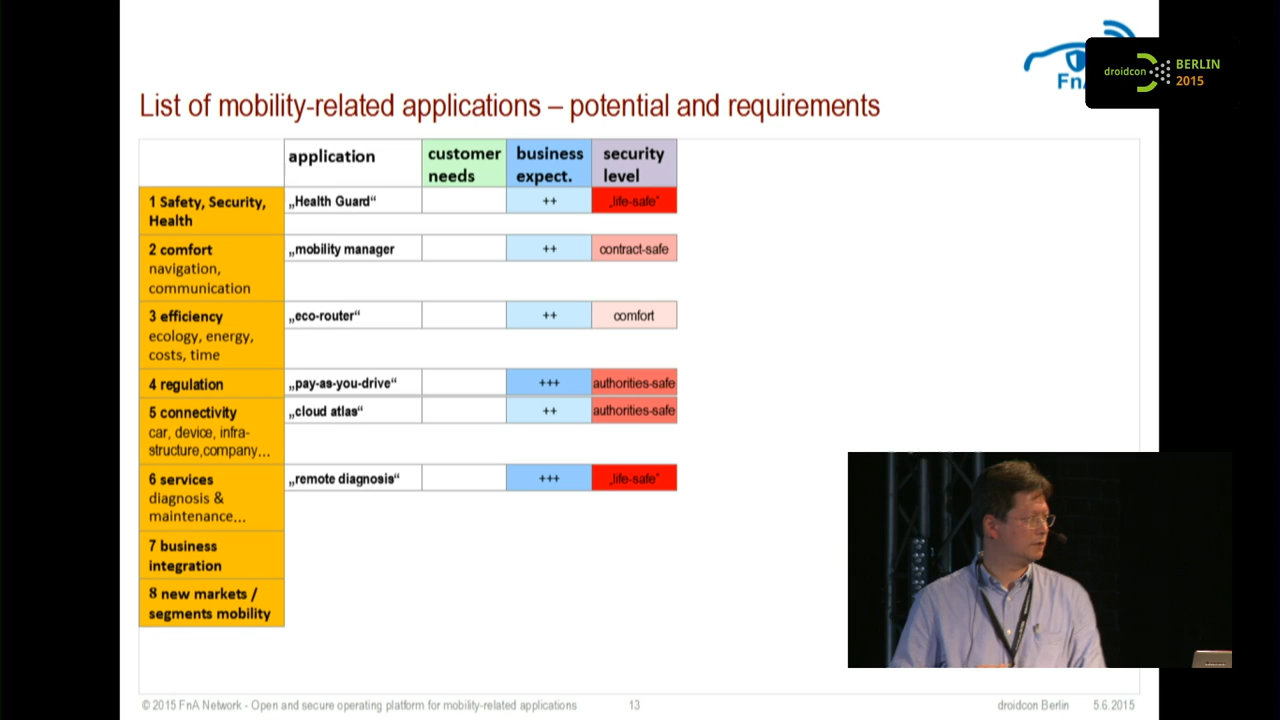 FnA
droidcon
BERLIN
2015
List of mobility-related applications – potential and requirements
application
customer
needs
business
expect.
security
level
1 Safety, Security,
Health
„Health Guard“
++
„life-safe“
2 comfort
navigation,
communication
„mobility manager
++
contract-safe
3 efficiency
ecology, energy,
costs, time
„eco-router“
++
comfort
4 regulation
„pay-as-you-drive“
+++
authorities-safe
5 connectivity
car, device, infra-
structure,company...
„cloud atlas“
++
authorities-safe
6 services
diagnosis &
maintenance...
„remote diagnosis“
+++
„life-safe“
7 business
integration
8 new markets /
segments mobility
© 2015 FnA Network - Open and secure operating platform for mobility-related applications
13
droidcon Berlin
5.6.2015